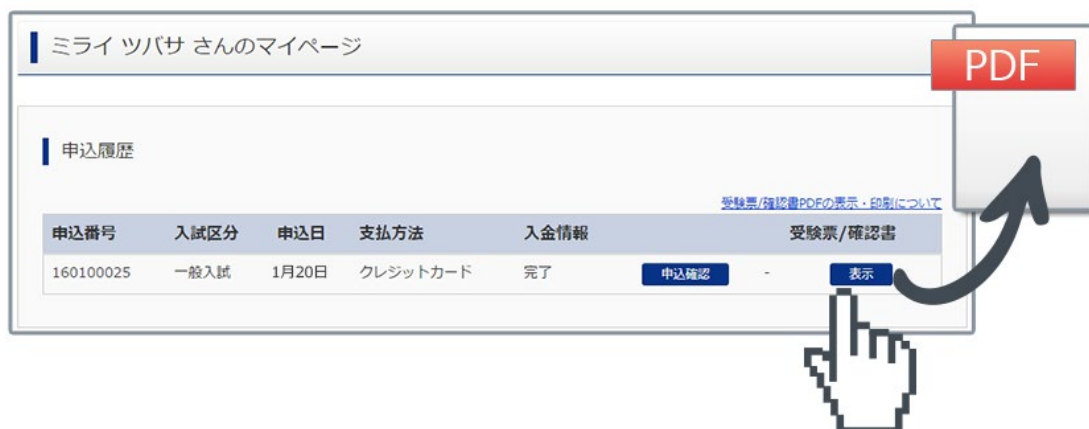 ミライ ツバサ さんのマイページ
PDF
申込履歴
受験票/確認書PDFの表示・印刷について
申込番号 入試区分 申込日 支払方法 入金情報 受験票/確認書
160100025 一般入試 1月20日 クレジットカード 完了 申込確認 - 表示